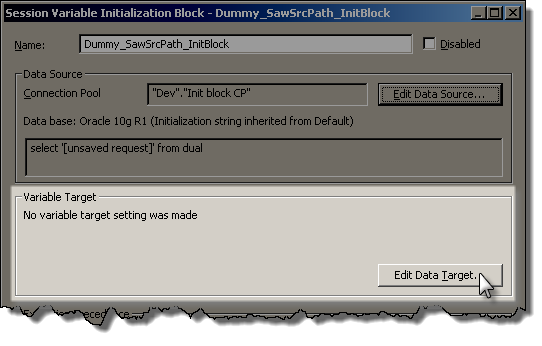 Session Variable Initialization Block - Dummy_SawSrcPath_InitBlock
Name: Dummy_SawSrcPath_InitBlock Disabled
Data Source
Connection Pool "Dev"."Init block CP" Edit Data Source...
Data base: Oracle 10g R1 (Initialization string inherited from Default)
select '[unsaved request]' from dual
Variable Target
No variable target setting was made
Edit Data Target.